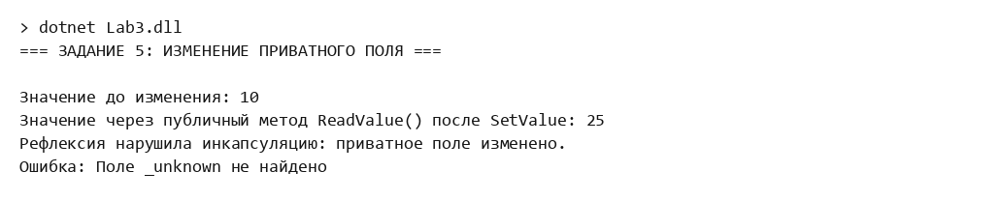 > dotnet Lab3.dll
=== ЗАДАНИЕ 5: ИЗМЕНЕНИЕ ПРИВАТНОГО ПОЛЯ ===
Значение до изменения: 10
Значение через публичный метод ReadValue() после SetValue: 25
Рефлексия нарушила инкапсуляцию: приватное поле изменено.
Ошибка: Поле _unknown не найдено